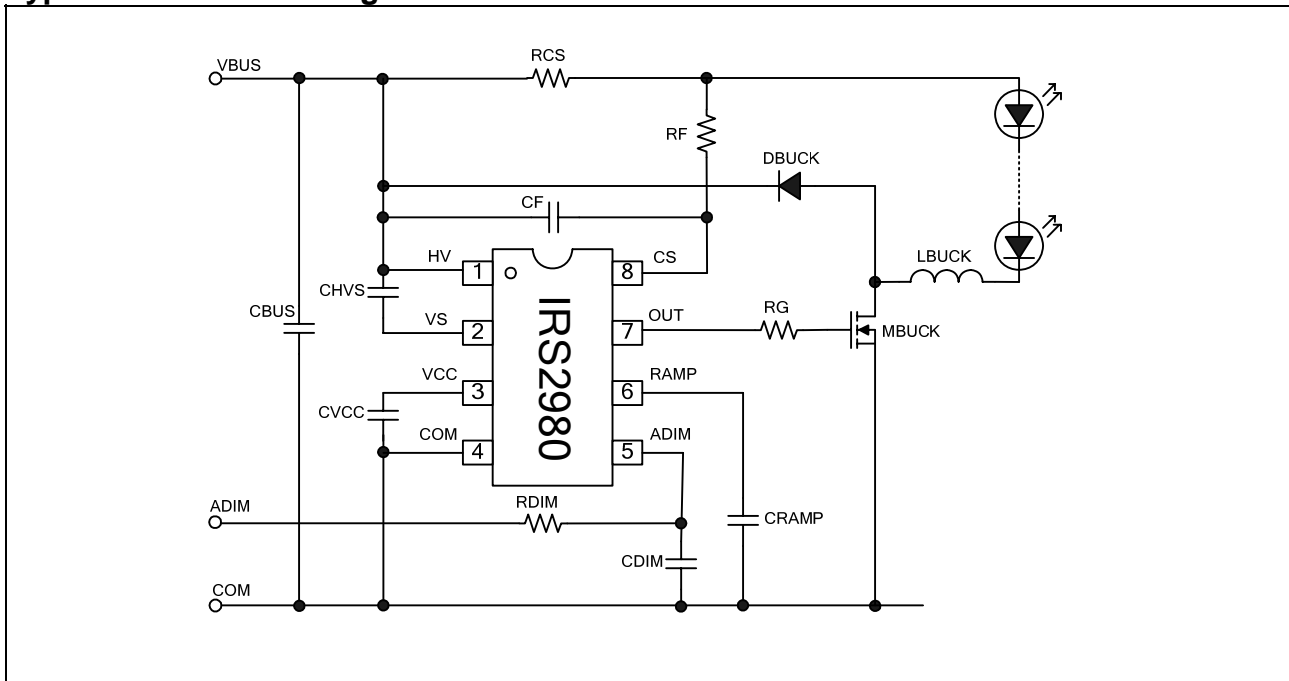 VBUS
RCS
RF
DBUCK
CF
HV
1
8
CS
LBUCK
CHVS
CBUS
VS
2
IRS2980
7
OUT
RG
MBUCK
VCC
3
6
RAMP
CVCC
COM
4
5
ADIM
ADIM
RDIM
CRAMP
CDIM
COM